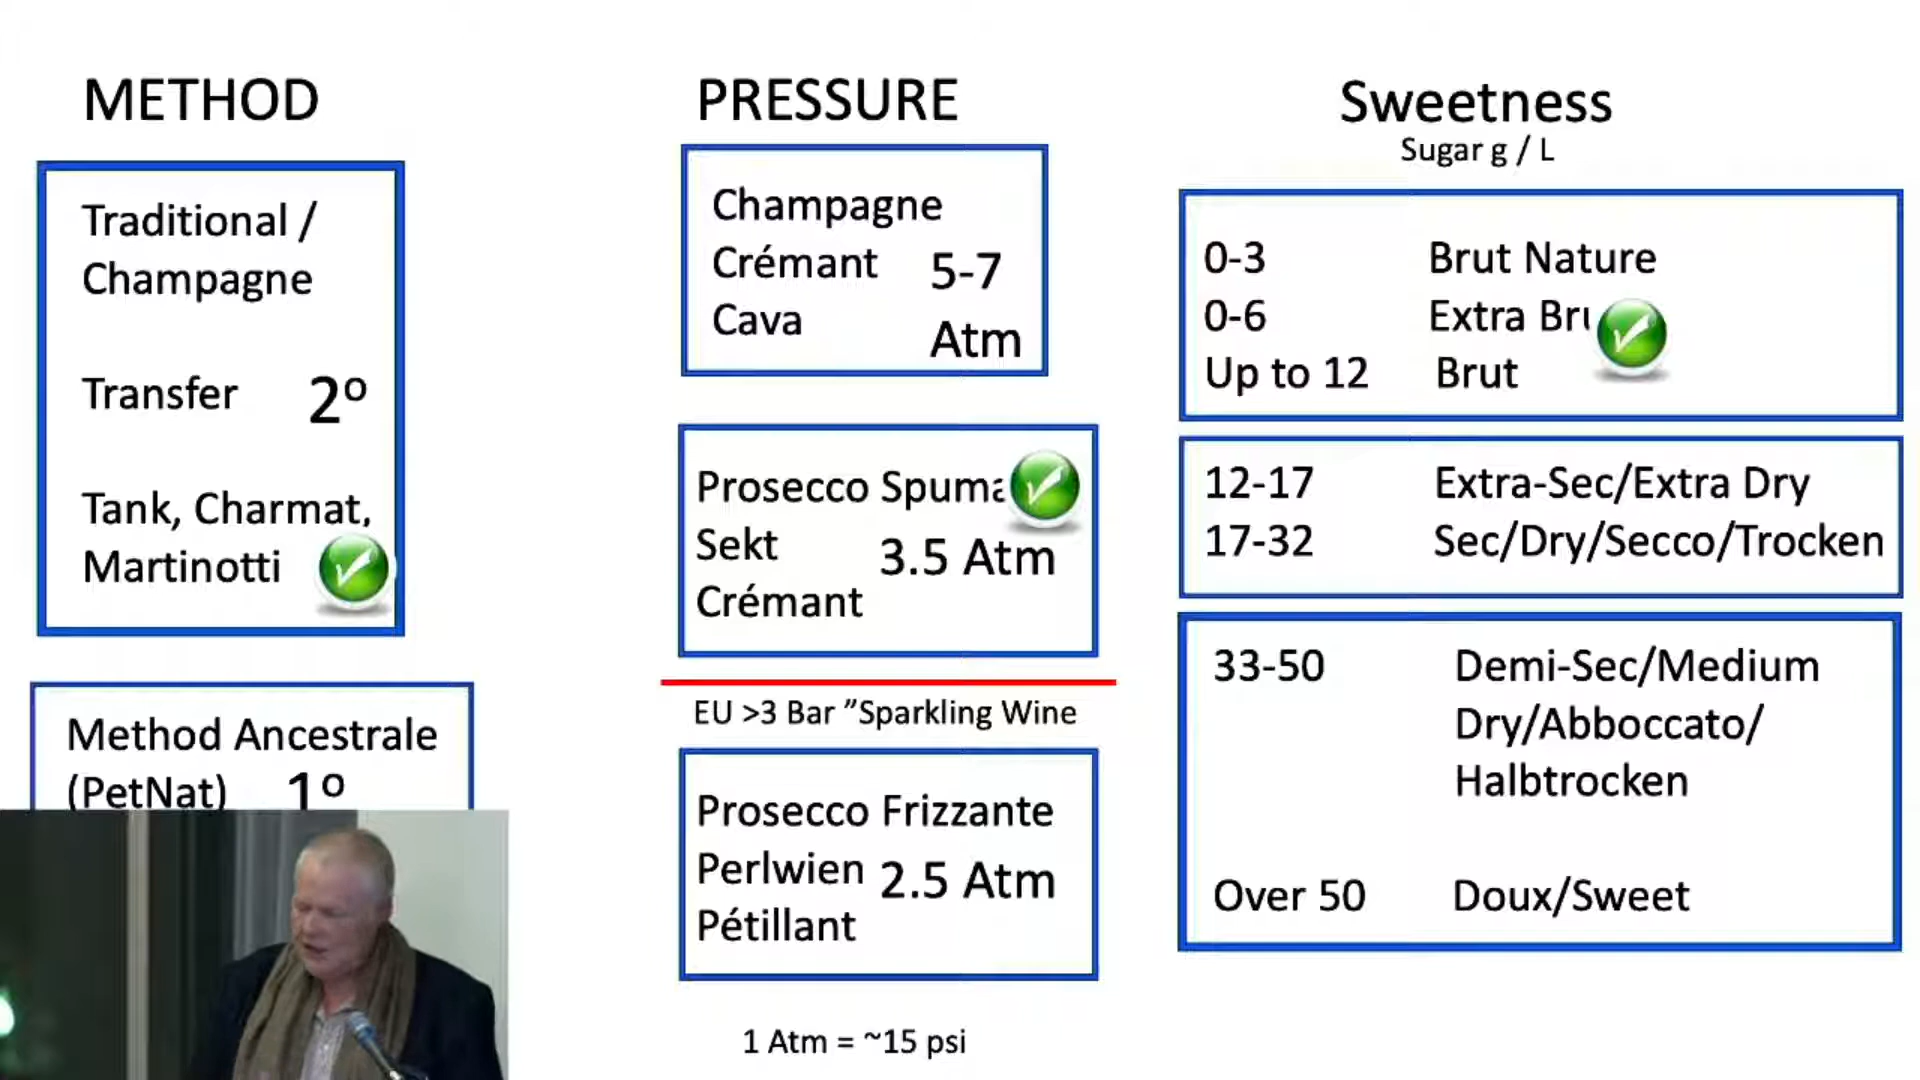 METHOD
Traditional /
Champagne
Transfer 2º
Tank, Charmat,
Martinotti
Method Ancestrale
(PetNat) 1º
PRESSURE
Champagne
Crémant 5-7
Cava Atm
Prosecco
Sekt 3.5 Atm
Crémant
EU >3 Bar ”Sparkling Wine
Prosecco Frizzante
Perlwien 2.5 Atm
Pétillant
1 Atm = ~15 psi
Sweetness
Sugar g / L
0-3 Brut Nature
0-6 Extra
Up to 12 Brut
12-17 Extra-Sec/Extra Dry
17-32 Sec/Dry/Secco/Trocken
33-50 Demi-Sec/Medium
Dry/Abboccato/
Halbtrocken
Over 50 Doux/Sweet